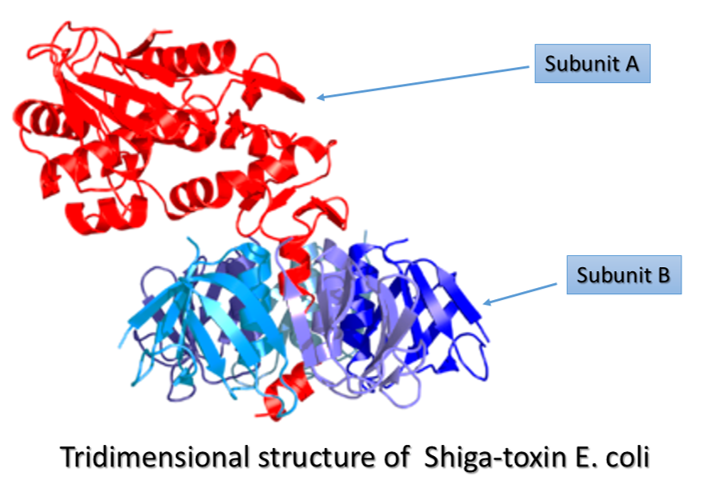 Subunit A
Subunit B
Tridimensional structure of Shiga-toxin E. coli